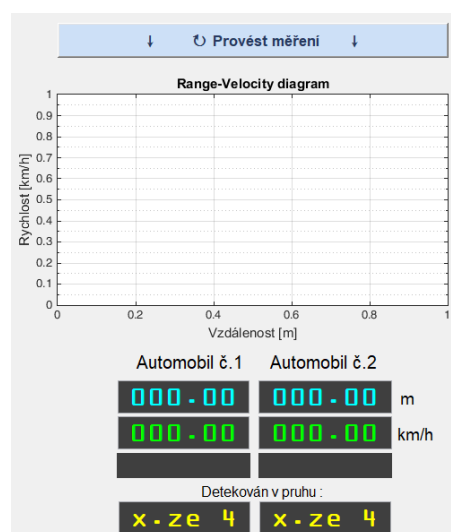 ↓ ↻ Provést měření ↓
Range-Velocity diagram
Rychlost [km/h]
1
0.9
0.8
0.7
0.6
0.5
0.4
0.3
0.2
0.1
0
0 0.2 0.4 0.6 0.8 1
Vzdálenost [m]
Automobil č.1 Automobil č.2
000.00 000.00 m
000.00 000.00 km/h
Detekován v pruhu :
x.ze 4 x.ze 4